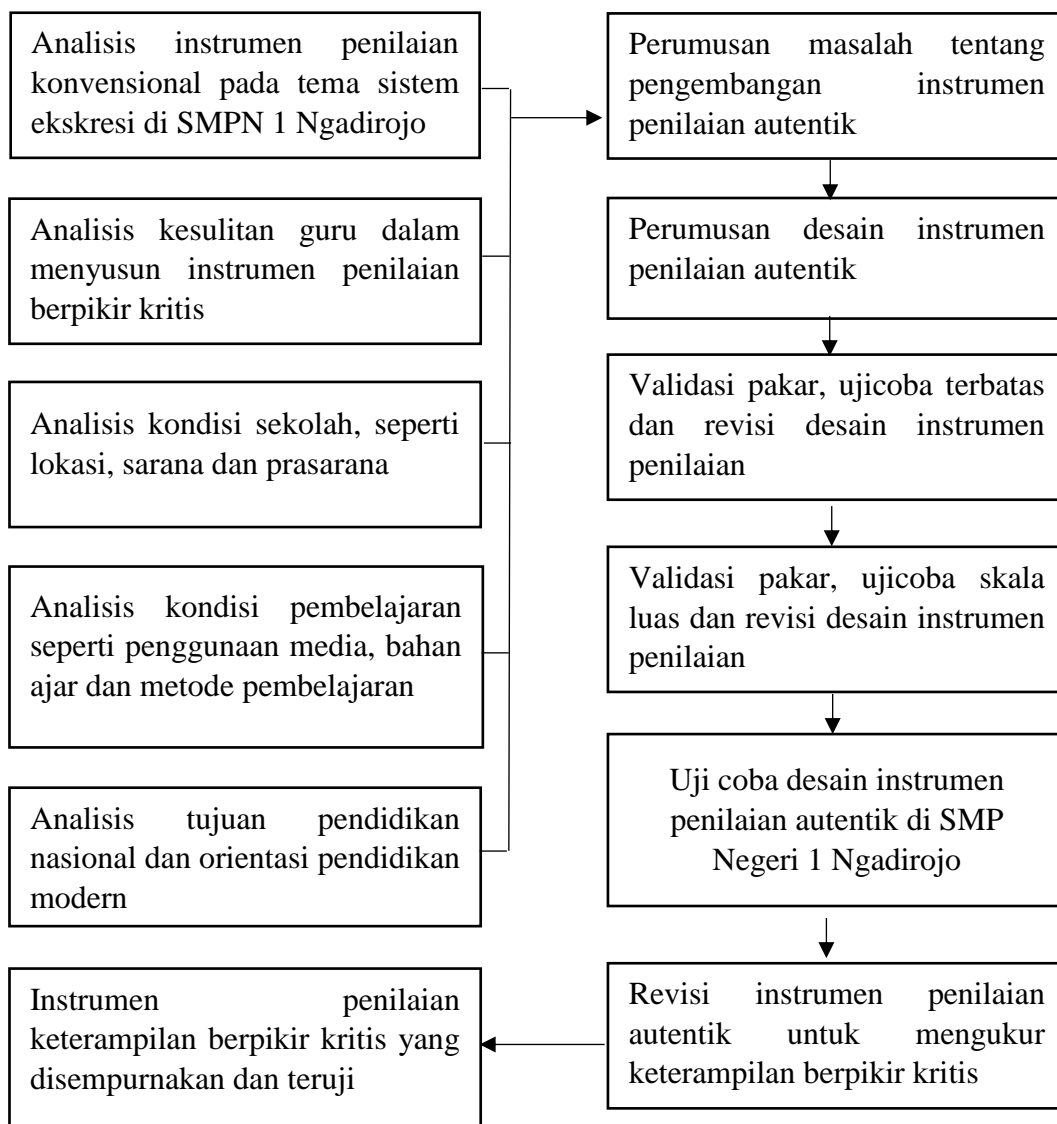 Analisis instrumen penilaian
konvensional pada tema sistem
ekskresi di SMPN 1 Ngadirojo
Analisis kesulitan guru dalam
menyusun instrumen penilaian
berpikir kritis
Analisis kondisi sekolah, seperti
lokasi, sarana dan prasarana
Analisis kondisi pembelajaran
seperti penggunaan media, bahan
ajar dan metode pembelajaran
Analisis tujuan pendidikan
nasional dan orientasi pendidikan
modern
Perumusan masalah tentang
pengembangan instrumen
penilaian autentik
Perumusan desain instrumen
penilaian autentik
Validasi pakar, ujicoba terbatas
dan revisi desain instrumen
penilaian
Validasi pakar, ujicoba skala
luas dan revisi desain instrumen
penilaian
Uji coba desain instrumen
penilaian autentik di SMP
Negeri 1 Ngadirojo
Revisi instrumen penilaian
autentik untuk mengukur
keterampilan berpikir kritis
Instrumen penilaian
keterampilan berpikir kritis yang
disempurnakan dan teruji